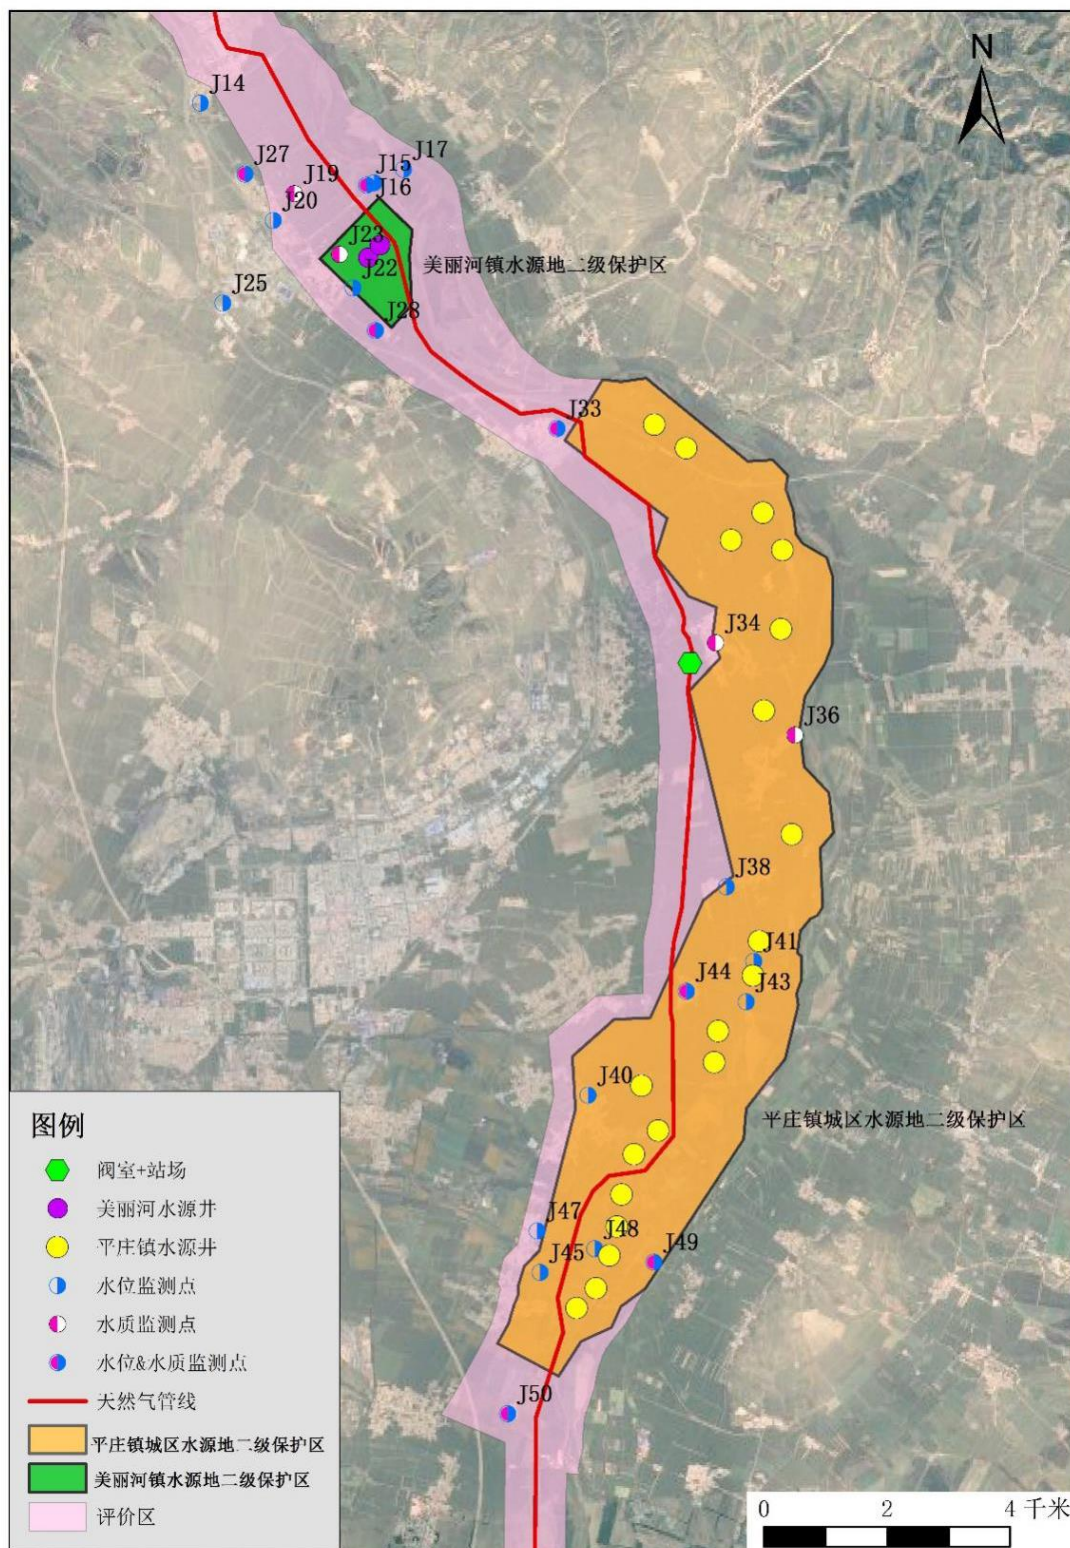 N
J14
J27
J19
J15
J17
J16
J20
J23
美丽河镇水源地二级保护区
J22
J25
J28
J33
J34
J36
J38
J41
J44
J43
J40
平庄镇城区水源地二级保护区
J47
J48
J49
J45
J50
图例
阀室+站场
美丽河水源井
平庄镇水源井
水位监测点
水质监测点
水位&水质监测点
天然气管线
平庄镇城区水源地二级保护区
美丽河镇水源地二级保护区
评价区
0 2 4 千米